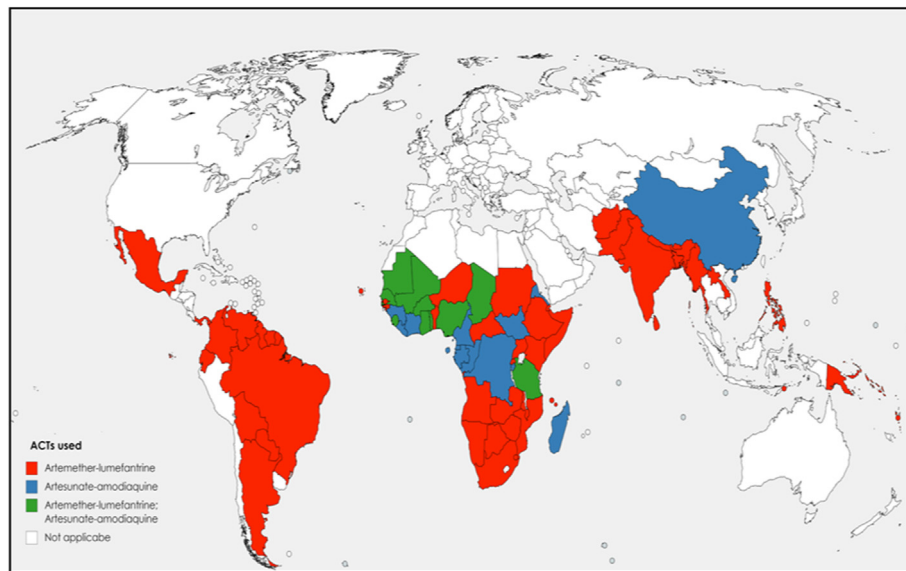 ACTs used
Artemether-lumefantrine
Artesunate-amodiaquine
Artemether-lumefantrine;
Artesunate-amodiaquine
Not applicabe